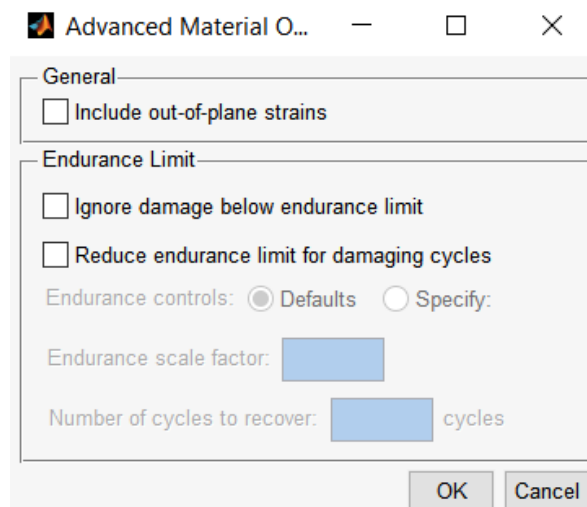 Advanced Material O...
General
Include out-of-plane strains
Endurance Limit
Ignore damage below endurance limit
Reduce endurance limit for damaging cycles
Endurance controls: Defaults Specify:
Endurance scale factor:
Number of cycles to recover: cycles
OK Cancel